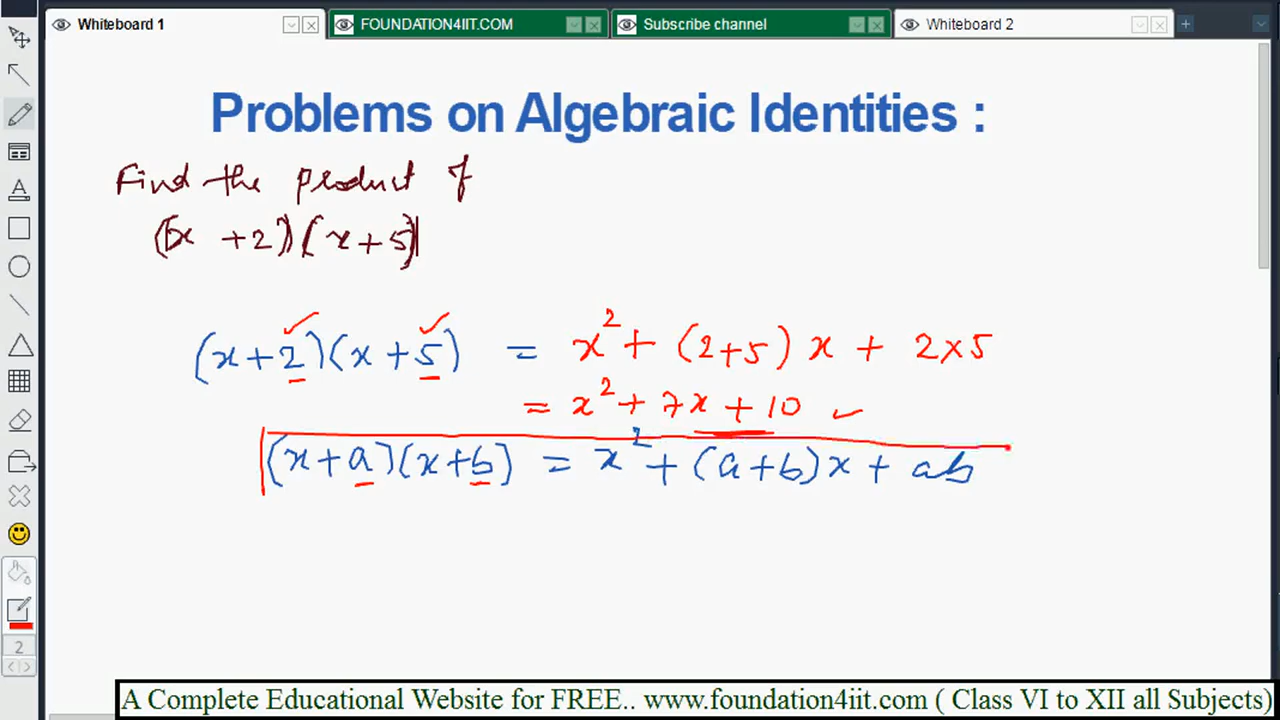 Whiteboard 1 FOUNDATION4IIT.COM Subscribe channel Whiteboard 2
Problems on Algebraic Identities :
Find the product of
(x +2)(x+5)
(x+2)(x+5) = x² + (2+5) x + 2×5
= x² + 7x + 10
(x+a)(x+b) = x² + (a+b)x + ab
2
A Complete Educational Website for FREE.. www.foundation4iit.com ( Class VI to XII all Subjects)